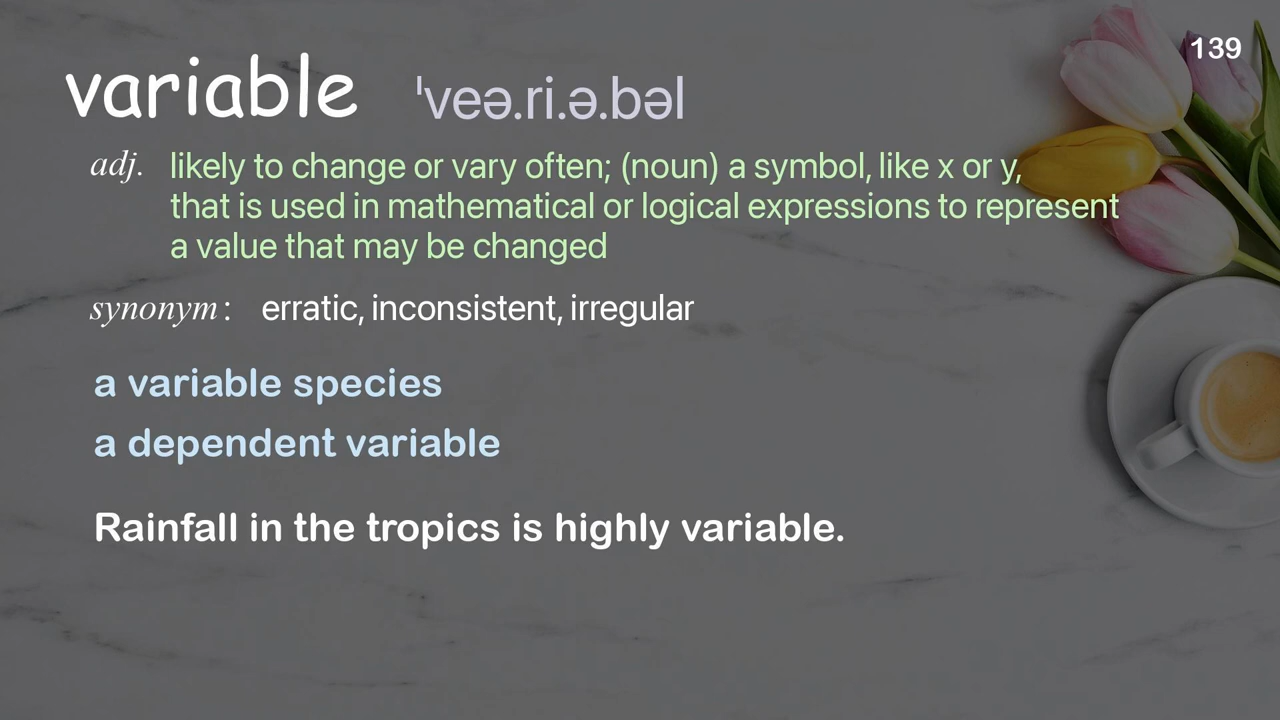 139
variable ˈveə.ri.ə.bəl
adj. likely to change or vary often; (noun) a symbol, like x or y,
that is used in mathematical or logical expressions to represent
a value that may be changed
synonym: erratic, inconsistent, irregular
a variable species
a dependent variable
Rainfall in the tropics is highly variable.